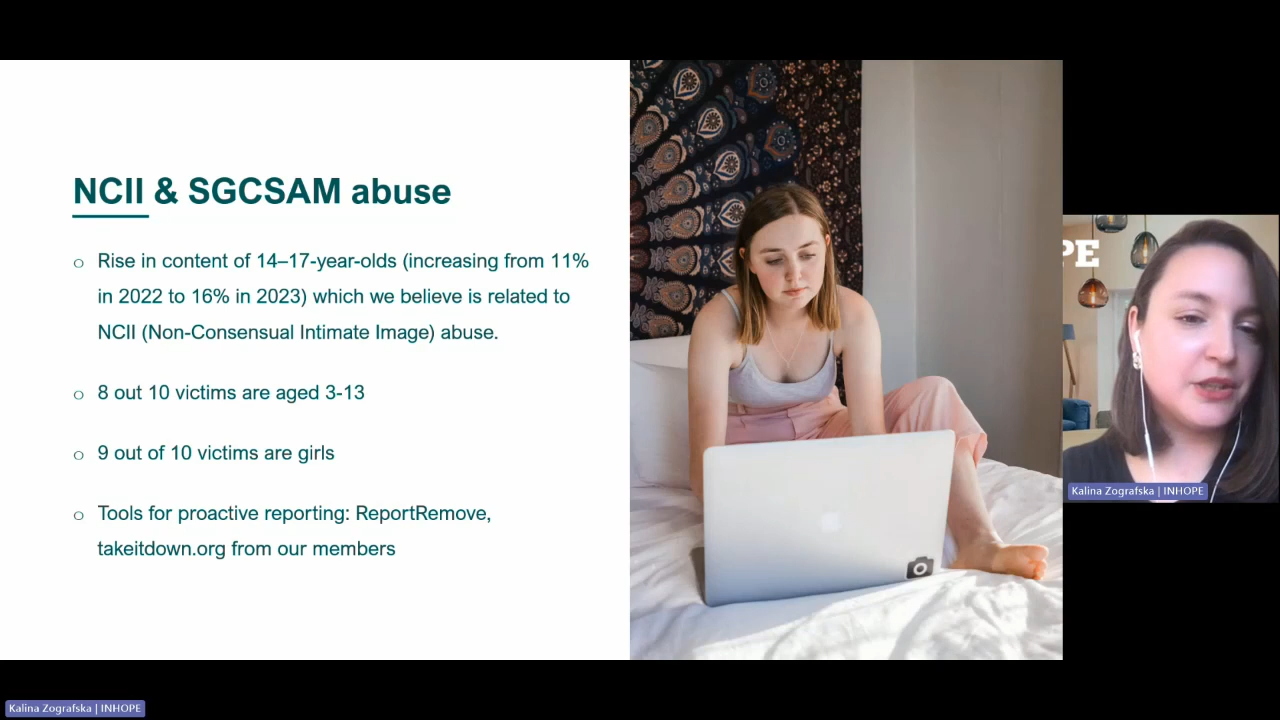 NCII & SGCSAM abuse
○ Rise in content of 14–17-year-olds (increasing from 11%
in 2022 to 16% in 2023) which we believe is related to
NCII (Non-Consensual Intimate Image) abuse.
○ 8 out 10 victims are aged 3-13
○ 9 out of 10 victims are girls
○ Tools for proactive reporting: ReportRemove,
takeitdown.org from our members
PE
Kalina Zografska | INHOPE
Kalina Zografska | INHOPE